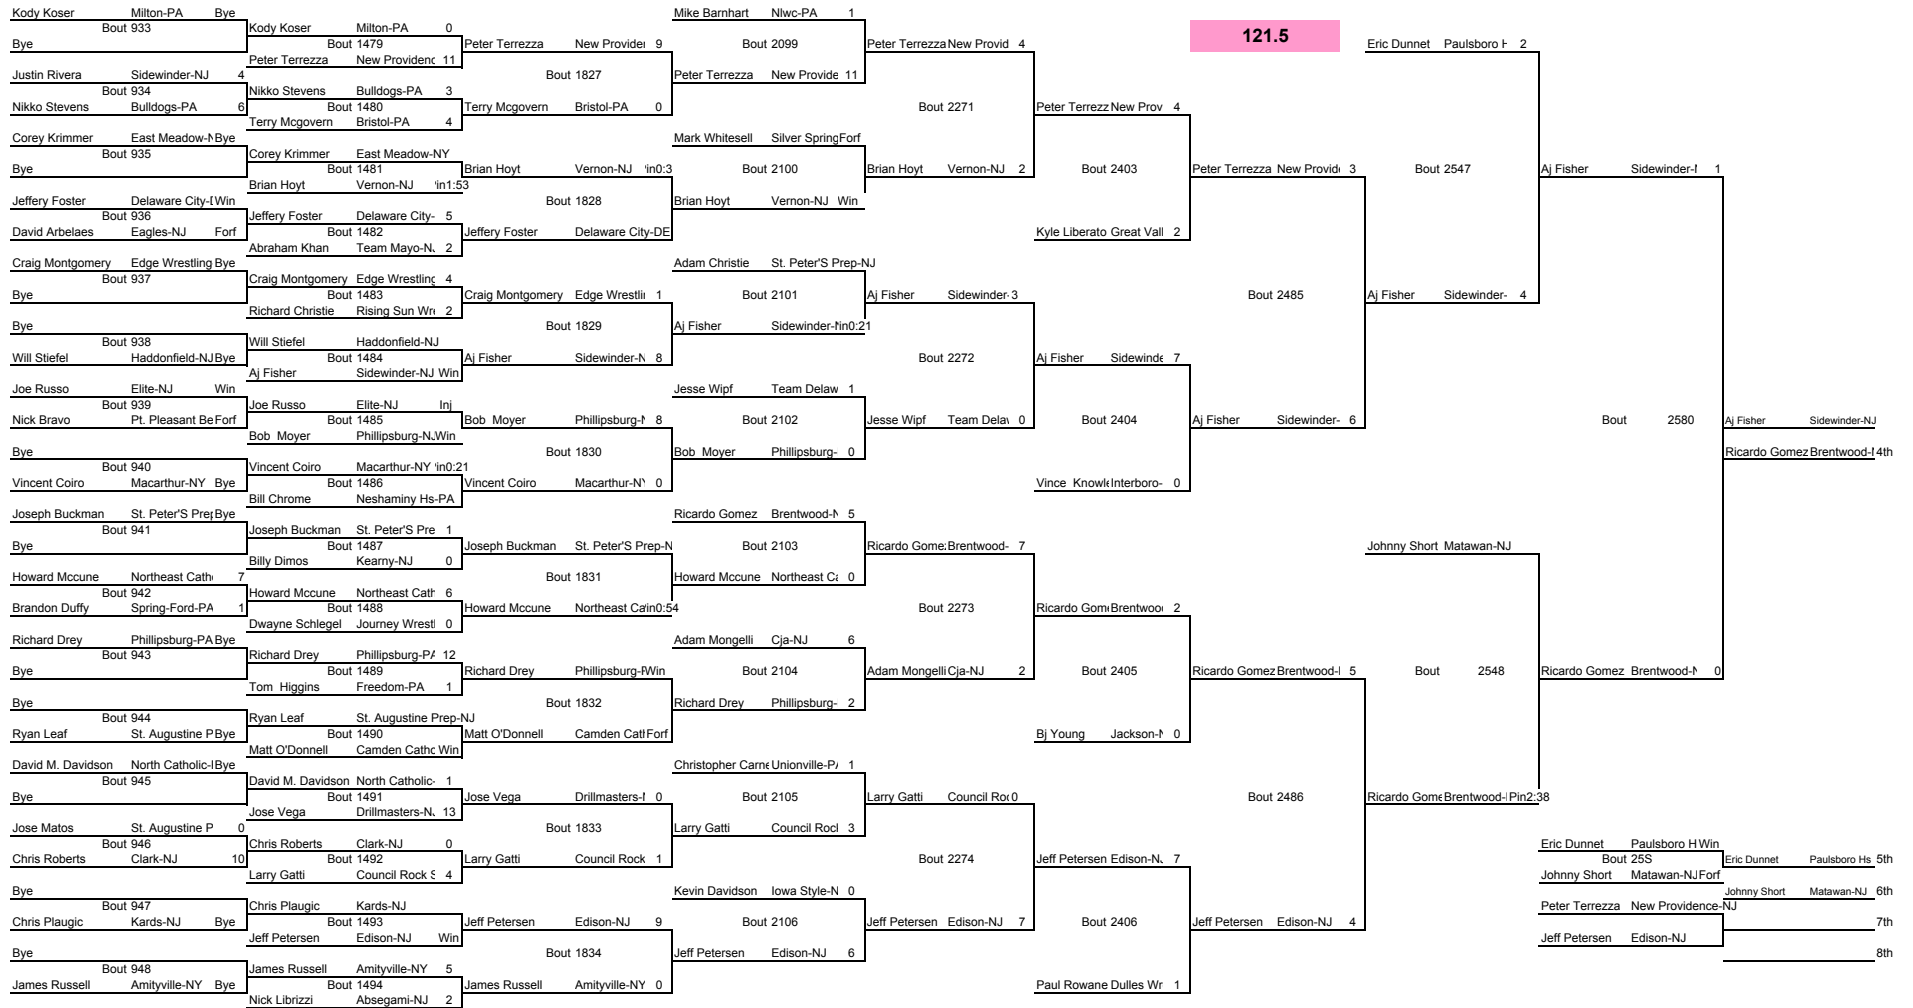 121.5
Kody Koser Milton-PA Bye
Bout 933
Bye
Justin Rivera Sidewinder-NJ 4
Bout 934
Nikko Stevens Bulldogs-PA 6
Corey Krimmer East Meadow-N Bye
Bout 935
Bye
Jeffery Foster Delaware City-D Win
Bout 936
David Arbelaes Eagles-NJ Forf
Craig Montgomery Edge Wrestling Bye
Bout 937
Bye
Bye
Bout 938
Will Stiefel Haddonfield-NJ Bye
Joe Russo Elite-NJ Win
Bout 939
Nick Bravo Pt. Pleasant Be Forf
Bye
Bout 940
Vincent Coiro Macarthur-NY Bye
Joseph Buckman St. Peter'S Prep Bye
Bout 941
Bye
Howard Mccune Northeast Cath 7
Bout 942
Brandon Duffy Spring-Ford-PA 1
Richard Drey Phillipsburg-PA Bye
Bout 943
Bye
Bye
Bout 944
Ryan Leaf St. Augustine P Bye
David M. Davidson North Catholic- Bye
Bout 945
Bye
Jose Matos St. Augustine P 0
Bout 946
Chris Roberts Clark-NJ 10
Bye
Bout 947
Chris Plaugic Kards-NJ Bye
Bye
Bout 948
James Russell Amityville-NY Bye
Kody Koser Milton-PA 0
Bout 1479
Peter Terrezza New Providenc 11
Nikko Stevens Bulldogs-PA 3
Bout 1480
Terry Mcgovern Bristol-PA 4
Corey Krimmer East Meadow-NY
Bout 1481
Brian Hoyt Vernon-NJ in1:53
Jeffery Foster Delaware City- 5
Bout 1482
Abraham Khan Team Mayo-N. 2
Craig Montgomery Edge Wrestling 4
Bout 1483
Richard Christie Rising Sun Wre 2
Will Stiefel Haddonfield-NJ
Bout 1484
Aj Fisher Sidewinder-NJ Win
Joe Russo Elite-NJ Inj
Bout 1485
Bob Moyer Phillipsburg-NJ Win
Vincent Coiro Macarthur-NY in0:21
Bout 1486
Bill Chrome Neshaminy Hs-PA
Joseph Buckman St. Peter'S Pre 1
Bout 1487
Billy Dimos Kearny-NJ 0
Howard Mccune Northeast Cath 6
Bout 1488
Dwayne Schlegel Journey Wrestl 0
Richard Drey Phillipsburg-PA 12
Bout 1489
Tom Higgins Freedom-PA 1
Ryan Leaf St. Augustine Prep-NJ
Bout 1490
Matt O'Donnell Camden Catho Win
David M. Davidson North Catholic- 1
Bout 1491
Jose Vega Drillmasters-N. 13
Chris Roberts Clark-NJ 0
Bout 1492
Larry Gatti Council Rock S 4
Chris Plaugic Kards-NJ
Bout 1493
Jeff Petersen Edison-NJ Win
James Russell Amityville-NY 5
Bout 1494
Nick Librizzi Absegami-NJ 2
Peter Terrezza New Providen 9
Bout 1827
Terry Mcgovern Bristol-PA 0
Brian Hoyt Vernon-NJ in0:3
Bout 1828
Jeffery Foster Delaware City-DE
Craig Montgomery Edge Wrestlin 1
Bout 1829
Aj Fisher Sidewinder-N 8
Bob Moyer Phillipsburg-N 8
Bout 1830
Vincent Coiro Macarthur-NY 0
Joseph Buckman St. Peter'S Prep-N
Bout 1831
Howard Mccune Northeast Ca in0:54
Richard Drey Phillipsburg-P Win
Bout 1832
Matt O'Donnell Camden Cath Forf
Jose Vega Drillmasters- 0
Bout 1833
Larry Gatti Council Rock 1
Jeff Petersen Edison-NJ 9
Bout 1834
James Russell Amityville-NY 0
Mike Barnhart Nlwc-PA 1
Bout 2099
Peter Terrezza New Provide 11
Mark Whitesell Silver Spring Forf
Bout 2100
Brian Hoyt Vernon-NJ Win
Adam Christie St. Peter'S Prep-NJ
Bout 2101
Aj Fisher Sidewinder- in0:21
Jesse Wipf Team Delaw 1
Bout 2102
Bob Moyer Phillipsburg- 0
Ricardo Gomez Brentwood-N 5
Bout 2103
Howard Mccune Northeast Ca 0
Adam Mongelli Cja-NJ 6
Bout 2104
Richard Drey Phillipsburg- 2
Christopher Carne Unionville-PA 1
Bout 2105
Larry Gatti Council Rock 3
Kevin Davidson Iowa Style-N 0
Bout 2106
Jeff Petersen Edison-NJ 6
Peter Terrezza New Provid 4
Bout 2271
Brian Hoyt Vernon-NJ 2
Aj Fisher Sidewinder- 3
Bout 2272
Jesse Wipf Team Delaw 0
Ricardo Gomez Brentwood- 7
Bout 2273
Adam Mongelli Cja-NJ 2
Larry Gatti Council Roc 0
Bout 2274
Jeff Petersen Edison-NJ 7
Peter Terrezz New Prov 4
Bout 2403
Kyle Liberato Great Vall 2
Aj Fisher Sidewinde 7
Bout 2404
Vince Knowle Interboro- 0
Ricardo Gome Brentwood 2
Bout 2405
Bj Young Jackson-N 0
Jeff Petersen Edison-N. 7
Bout 2406
Paul Rowane Dulles Wr 1
Peter Terrezza New Provide 3
Bout 2485
Aj Fisher Sidewinder- 6
Ricardo Gomez Brentwood- 5
Bout 2486
Jeff Petersen Edison-NJ 4
Eric Dunnet Paulsboro H 2
Bout 2547
Aj Fisher Sidewinder- 4
Johnny Short Matawan-NJ
Bout 2548
Ricardo Gome Brentwood- Pin2:38
Aj Fisher Sidewinder-N 1
Bout 2580
Ricardo Gomez Brentwood-N 0
Aj Fisher Sidewinder-NJ
Ricardo Gomez Brentwood- 4th
Eric Dunnet Paulsboro H Win
Bout 25S
Johnny Short Matawan-NJ Forf
Eric Dunnet Paulsboro Hs 5th
Johnny Short Matawan-NJ 6th
Peter Terrezza New Providence-NJ
7th
Jeff Petersen Edison-NJ
8th